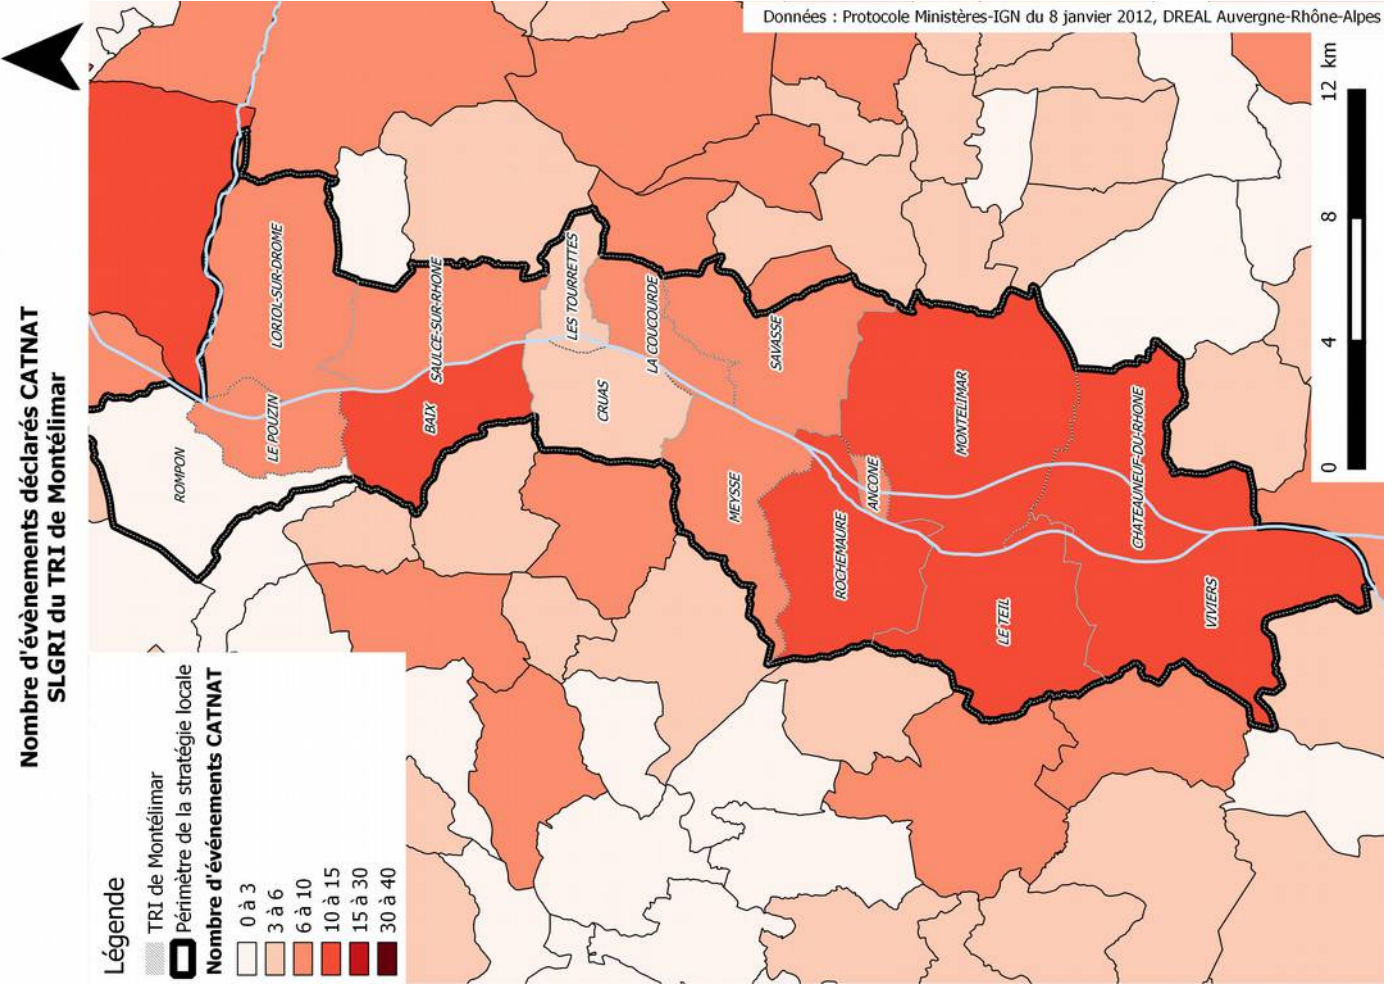 Données : Protocole Ministères-IGN du 8 janvier 2012, DREAL Auvergne-Rhône-Alpes
Nombre d'évènements déclarés CATNAT
SLGRI du TRI de Montélimar
Légende
TRI de Montélimar
Périmètre de la stratégie locale
Nombre d'événements CATNAT
0 à 3
3 à 6
6 à 10
10 à 15
15 à 30
30 à 40
ROMPON
LE POUZIN
LORIOL-SUR-DROME
BAIX
SAULCE-SUR-RHONE
CRUAS
LES TOURRETTES
LA COUCOURDE
MEYSSE
SAVASSE
ROCHEMAURE
ANCONE
MONTELIMAR
LE TEIL
CHATEAUNEUF-DU-RHONE
VIVIERS
0 4 8 12 km